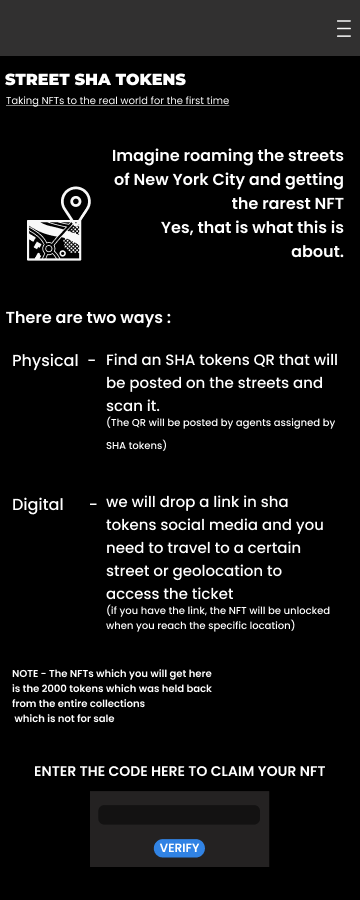 STREET SHA TOKENS
Taking NFTs to the real world for the first time
Imagine roaming the streets
of New York City and getting
the rarest NFT
Yes, that is what this is
about.
There are two ways :
Physical - Find an SHA tokens QR that will
be posted on the streets and
scan it.
(The QR will be posted by agents assigned by
SHA tokens)
Digital - we will drop a link in sha
tokens social media and you
need to travel to a certain
street or geolocation to
access the ticket
(if you have the link, the NFT will be unlocked
when you reach the specific location)
NOTE - The NFTs which you will get here
is the 2000 tokens which was held back
from the entire collections
which is not for sale
ENTER THE CODE HERE TO CLAIM YOUR NFT
VERIFY